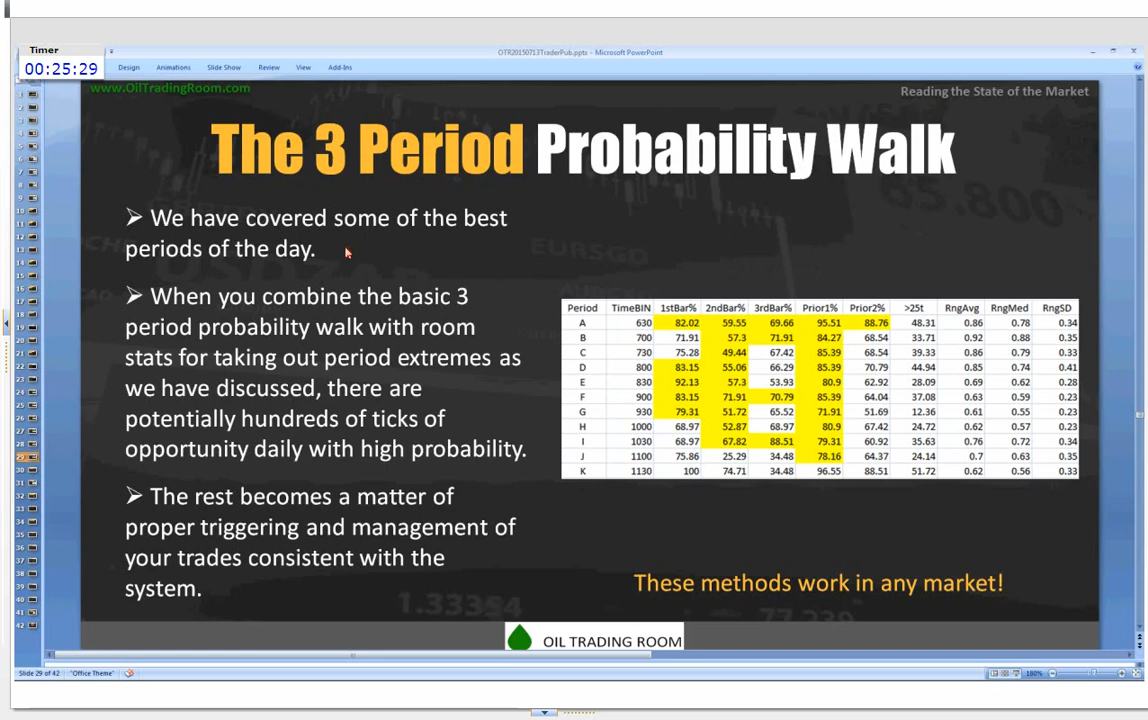 Timer
00:25:29
OTR20150713TraderPub.pptx - Microsoft PowerPoint
Design Animations Slide Show Review View Add-Ins
www.OilTradingRoom.com
Reading the State of the Market
The 3 Period Probability Walk
➢ We have covered some of the best
periods of the day.
➢ When you combine the basic 3
period probability walk with room
stats for taking out period extremes as
we have discussed, there are
potentially hundreds of ticks of
opportunity daily with high probability.
➢ The rest becomes a matter of
proper triggering and management of
your trades consistent with the
system.
Period TimeBIN 1stBar% 2ndBar% 3rdBar% Prior1% Prior2% >25t RngAvg RngMed RngSD
A 630 82.02 59.55 69.66 95.51 88.76 48.31 0.86 0.78 0.34
B 700 71.91 57.3 71.91 84.27 68.54 33.71 0.92 0.88 0.35
C 730 75.28 49.44 67.42 85.39 68.54 39.33 0.86 0.79 0.33
D 800 83.15 55.06 66.29 85.39 70.79 44.94 0.85 0.74 0.41
E 830 92.13 57.3 53.93 80.9 62.92 28.09 0.69 0.62 0.28
F 900 83.15 71.91 70.79 85.39 64.04 37.08 0.63 0.59 0.23
G 930 79.31 51.72 65.52 71.91 51.69 12.36 0.61 0.55 0.23
H 1000 68.97 52.87 68.97 80.9 67.42 24.72 0.62 0.57 0.23
I 1030 68.97 67.82 88.51 79.31 60.92 35.63 0.76 0.72 0.34
J 1100 75.86 25.29 34.48 78.16 64.37 24.14 0.7 0.63 0.35
K 1130 100 74.71 34.48 96.55 88.51 51.72 0.62 0.56 0.33
These methods work in any market!
EURSGD
65.800
1.33354
77.239
OIL TRADING ROOM
Slide 29 of 42 "Office Theme" 180%